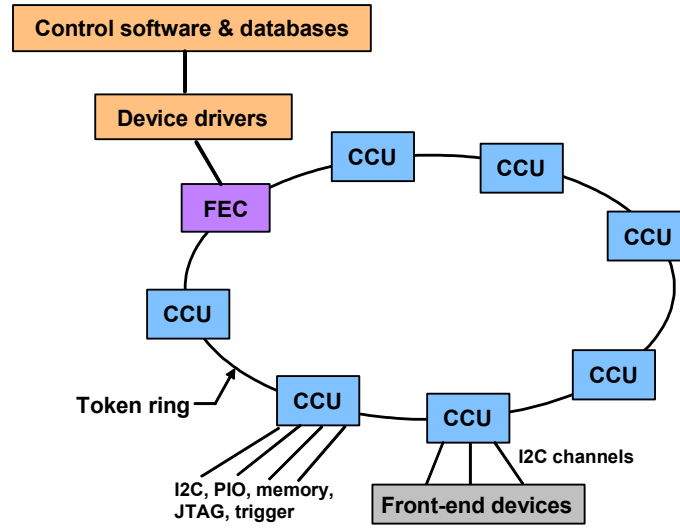 Control software & databases
Device drivers
CCU
CCU
FEC
CCU
CCU
CCU
Token ring
CCU
CCU
I2C channels
I2C, PIO, memory,
JTAG, trigger
Front-end devices